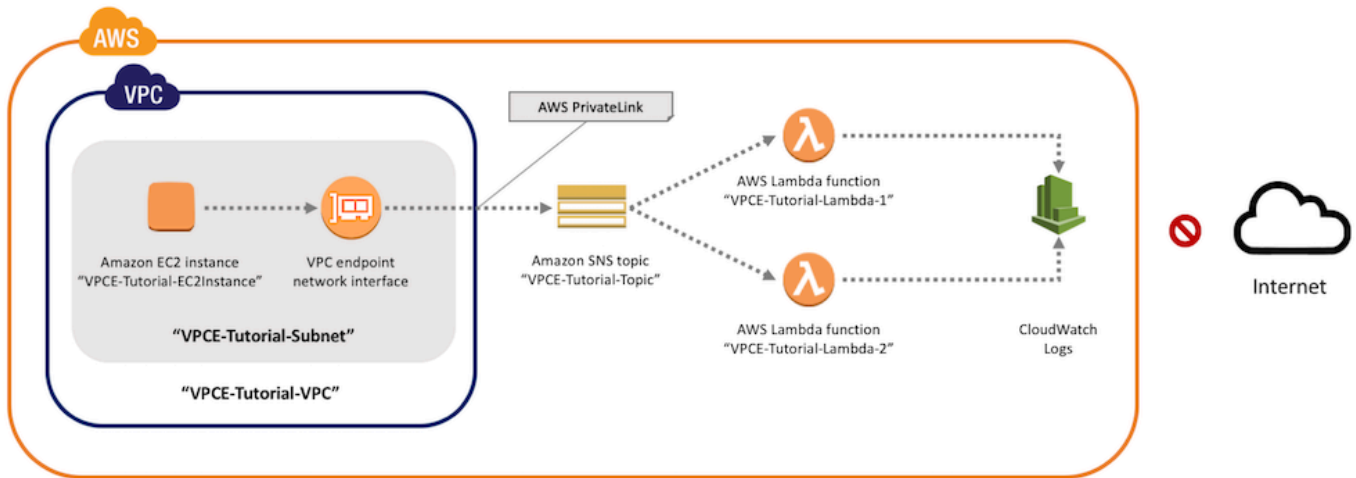 AWS
VPC
AWS PrivateLink
Amazon EC2 instance
“VPCE-Tutorial-EC2Instance”
VPC endpoint
network interface
“VPCE-Tutorial-Subnet”
“VPCE-Tutorial-VPC”
Amazon SNS topic
“VPCE-Tutorial-Topic”
AWS Lambda function
“VPCE-Tutorial-Lambda-1”
AWS Lambda function
“VPCE-Tutorial-Lambda-2”
CloudWatch
Logs
Internet